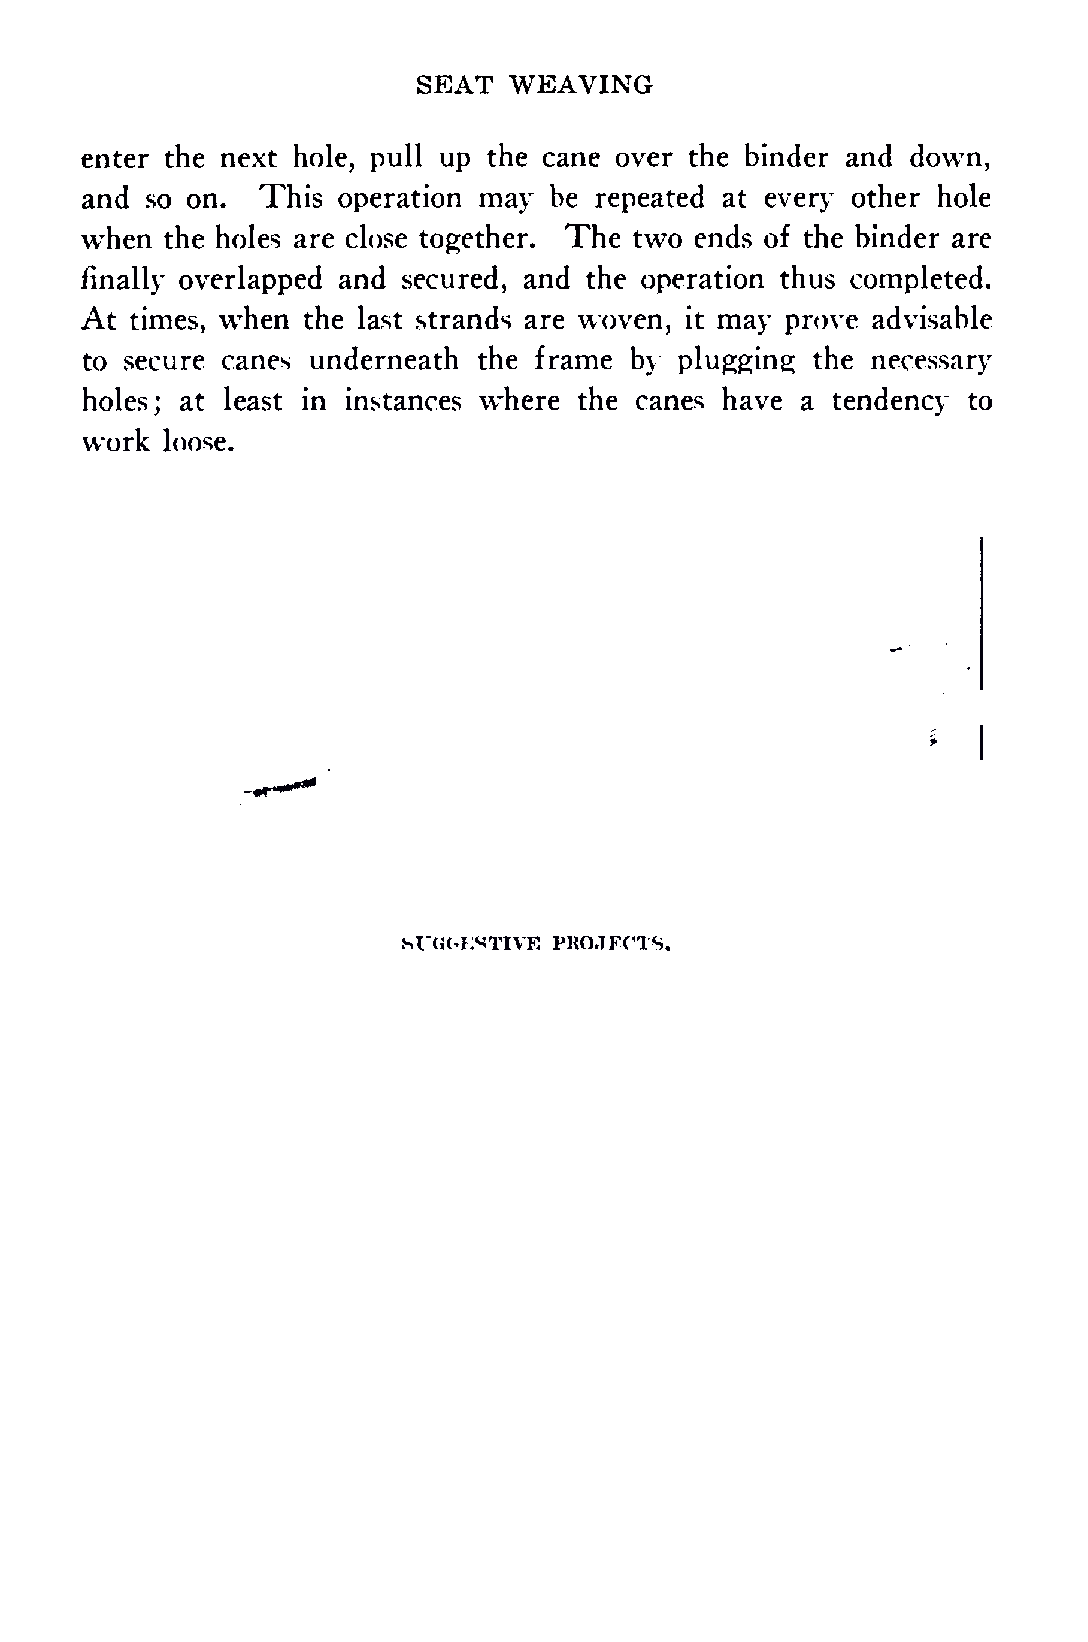 SEAT WEAVING
enter the next hole, pull up the cane over the binder and down,
and so on. This operation may be repeated at every other hole
when the holes are close together. The two ends of the binder are
finally overlapped and secured, and the operation thus completed.
At times, when the last strands are woven, it may prove advisable
to secure canes underneath the frame by plugging the necessary
holes; at least in instances where the canes have a tendency to
work loose.
SUGGESTIVE PROJECTS.